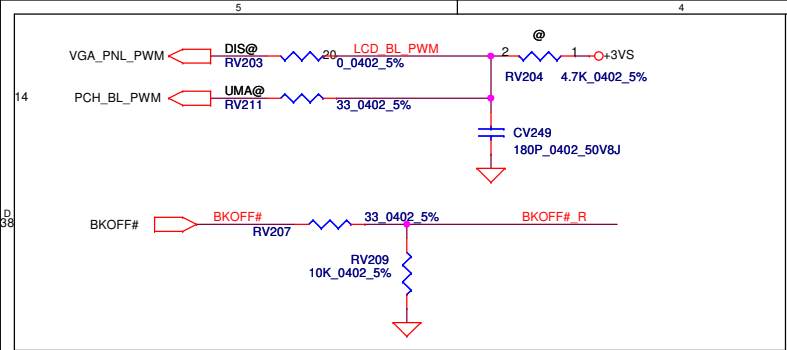 5 4
@
VGA_PNL_PWM DIS@ 20 LCD_BL_PWM 2 1 +3VS
RV203 0_0402_5% RV204 4.7K_0402_5%
14 PCH_BL_PWM UMA@
RV211 33_0402_5%
CV249
180P_0402_50V8J
D
38 BKOFF# BKOFF# 33_0402_5% BKOFF#_R
RV207
RV209
10K_0402_5%